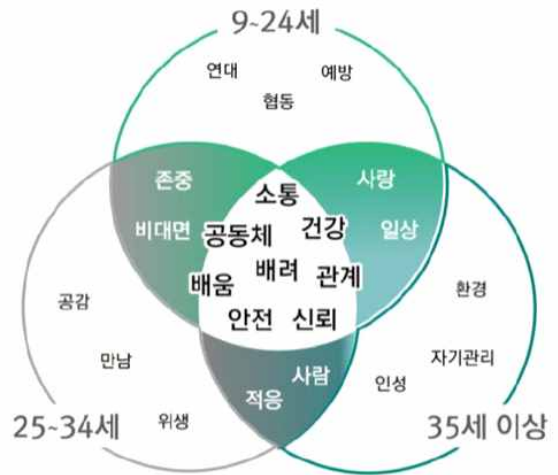 9~24세
연대 예방
협동
존중 사랑
소통
비대면 공동체 건강 일상
배움 배려 관계
공감 환경
안전 신뢰
만남 사람 자기관리
적응 인성
25~34세 위생 35세 이상